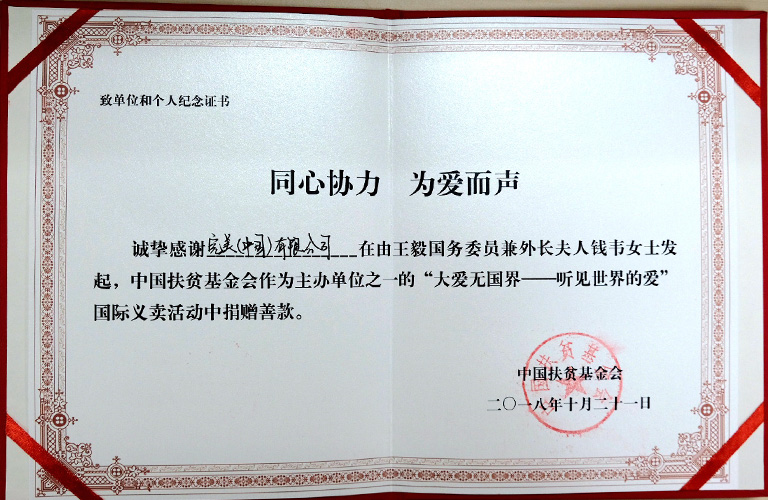 致单位和个人纪念证书
同心协力 为爱而声
诚挚感谢完美(中国)有限公司在由王毅国务委员兼外长夫人钱韦女士发
起，中国扶贫基金会作为主办单位之一的“大爱无国界——听见世界的爱”
国际义卖活动中捐赠善款。
中国扶贫基金会
二〇一八年十月二十一日